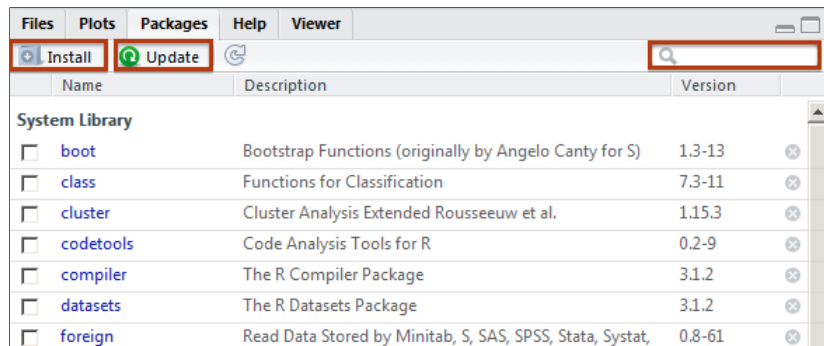 Files Plots Packages Help Viewer
Install Update
Name Description Version
System Library
boot Bootstrap Functions (originally by Angelo Canty for S) 1.3-13
class Functions for Classification 7.3-11
cluster Cluster Analysis Extended Rousseeuw et al. 1.15.3
codetools Code Analysis Tools for R 0.2-9
compiler The R Compiler Package 3.1.2
datasets The R Datasets Package 3.1.2
foreign Read Data Stored by Minitab, S, SAS, SPSS, Stata, Systat, 0.8-61